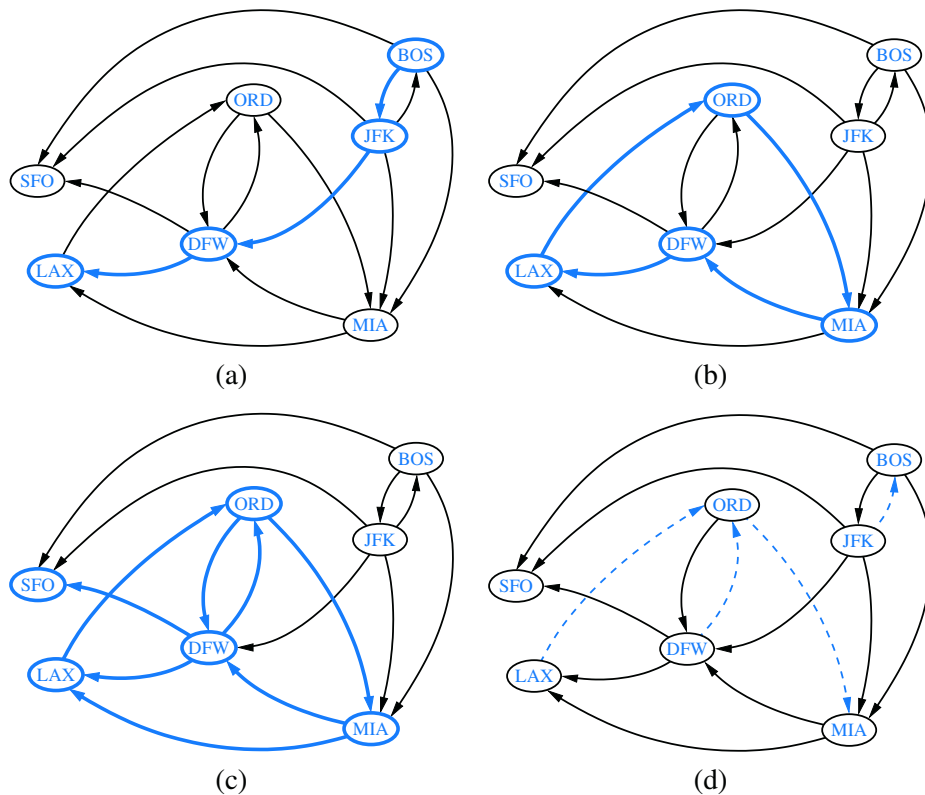 BOS
ORD
JFK
SFO
DFW
LAX
MIA
(a)
BOS
ORD
JFK
SFO
DFW
LAX
MIA
(b)
BOS
ORD
JFK
SFO
DFW
LAX
MIA
(c)
BOS
ORD
JFK
SFO
DFW
LAX
MIA
(d)